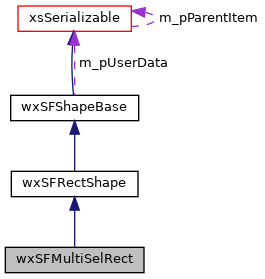 xsSerializable
m_pParentItem
m_pUserData
wxSFShapeBase
wxSFRectShape
wxSFMultiSelRect